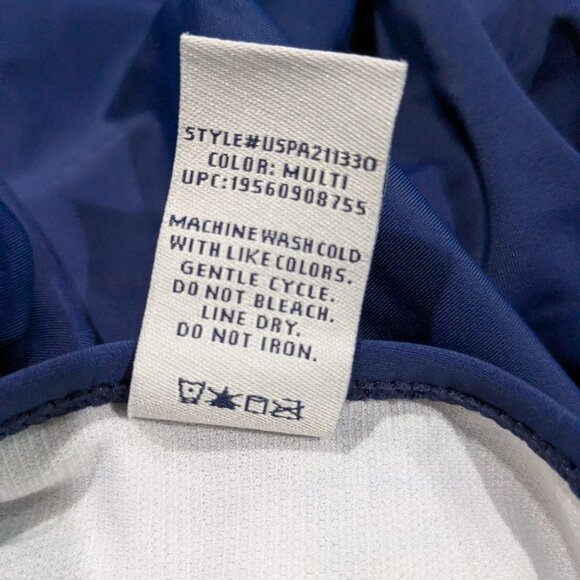 STYLE#USPA211330
COLOR: MULTI
UPC:19560908755
MACHINE WASH COLD
WITH LIKE COLORS.
GENTLE CYCLE.
DO NOT BLEACH.
LINE DRY.
DO NOT IRON.